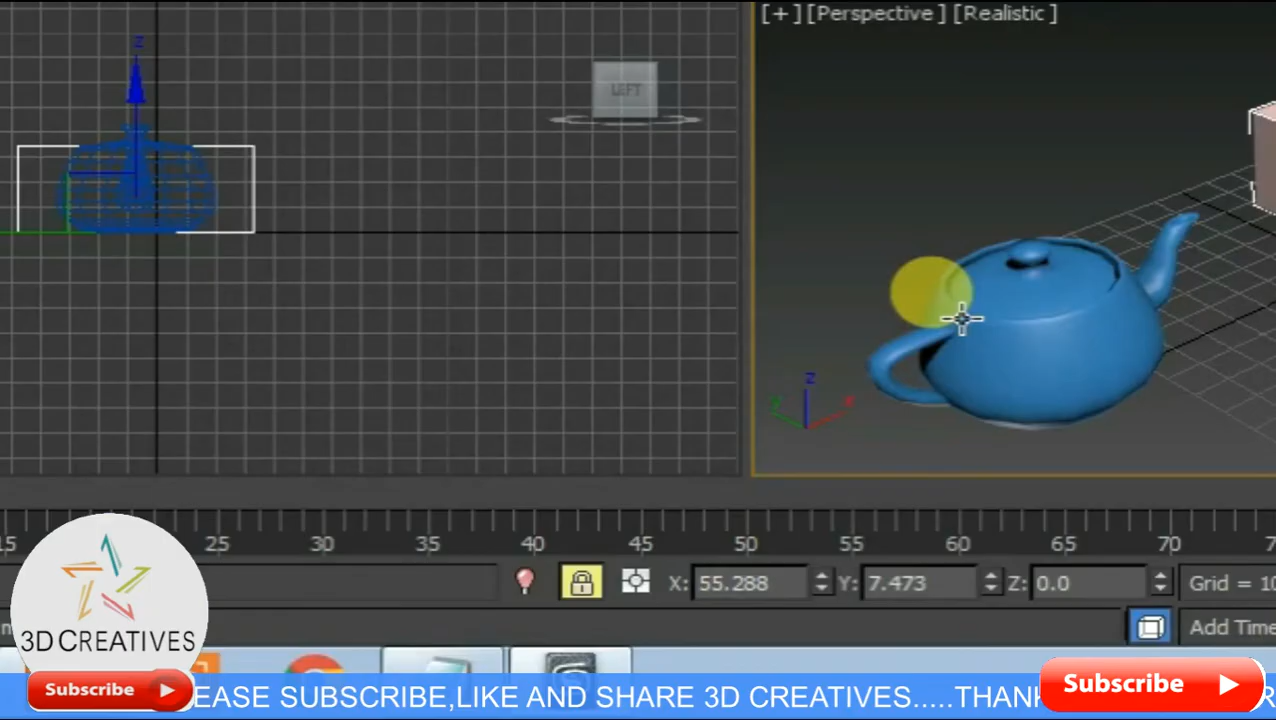 [+] [Perspective] [Realistic]
Z
LEFT
Z
X
Y
25
30
35
40
45
50
55
60
65
70
X: 55.288 Y: 7.473 Z: 0.0 Grid = 10
Add Time
3D CREATIVES
Subscribe
EASE SUBSCRIBE,LIKE AND SHARE 3D CREATIVES.....THAN
Subscribe